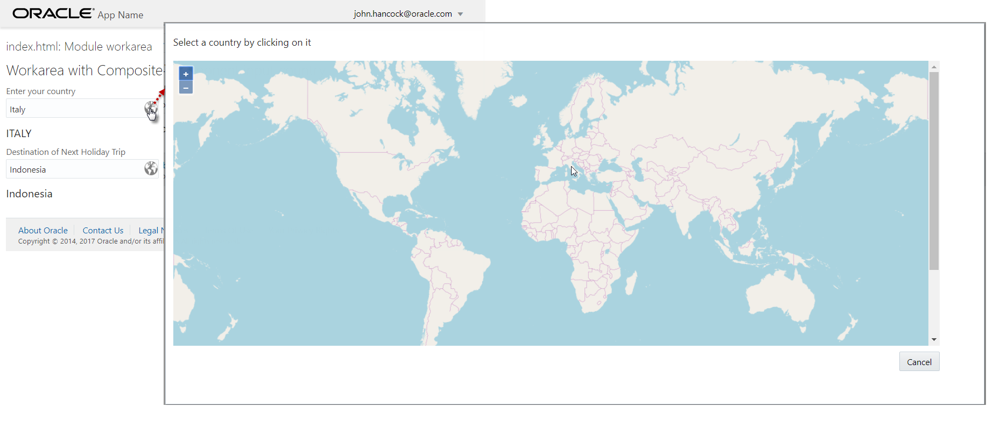 ORACLE® App Name
john.hancock@oracle.com
index.html: Module workarea
Workarea with Composite
Enter your country
Italy
ITALY
Destination of Next Holiday Trip
Indonesia
Indonesia
About Oracle Contact Us Legal
Copyright © 2014, 2017 Oracle and/or its
Select a country by clicking on it
+
−
Cancel